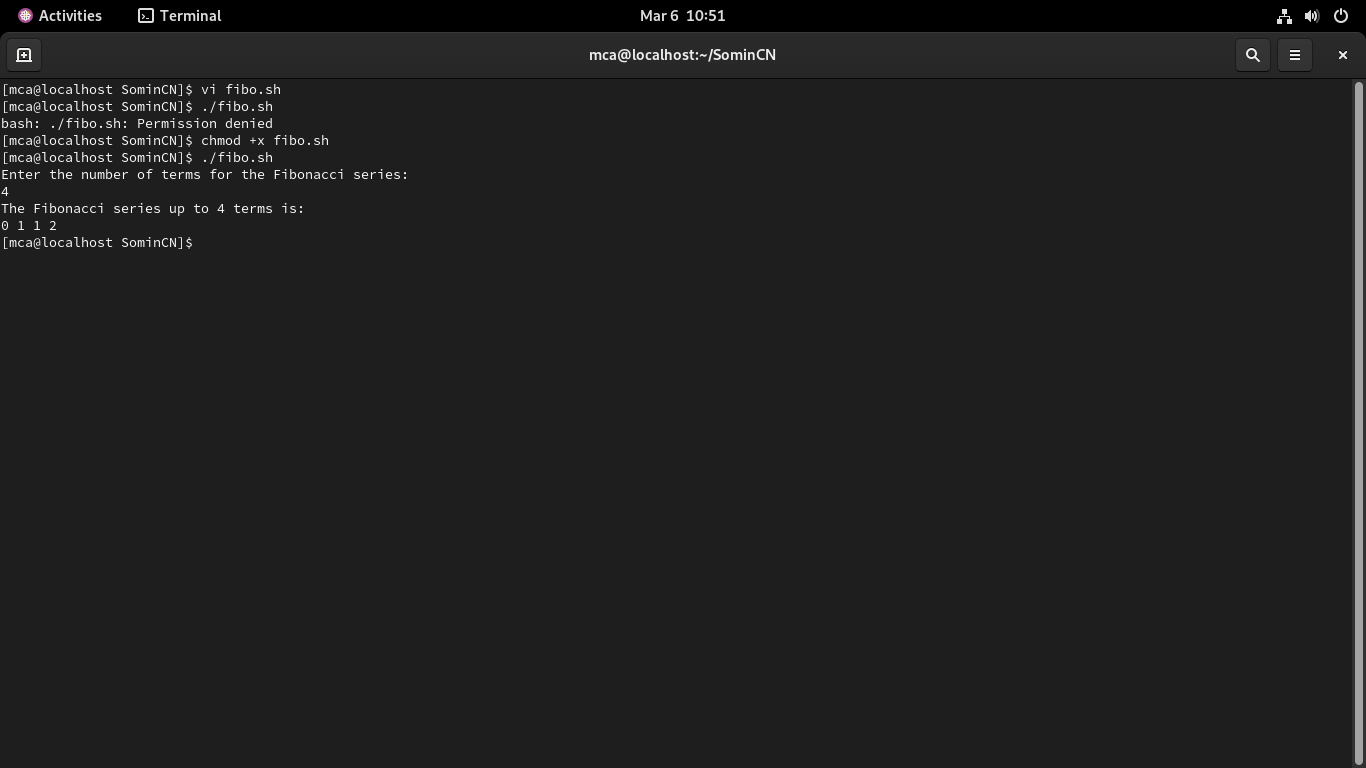 Activities Terminal Mar 6 10:51
mca@localhost:~/SominCN
[mca@localhost SominCN]$ vi fibo.sh
[mca@localhost SominCN]$ ./fibo.sh
bash: ./fibo.sh: Permission denied
[mca@localhost SominCN]$ chmod +x fibo.sh
[mca@localhost SominCN]$ ./fibo.sh
Enter the number of terms for the Fibonacci series:
4
The Fibonacci series up to 4 terms is:
0 1 1 2
[mca@localhost SominCN]$